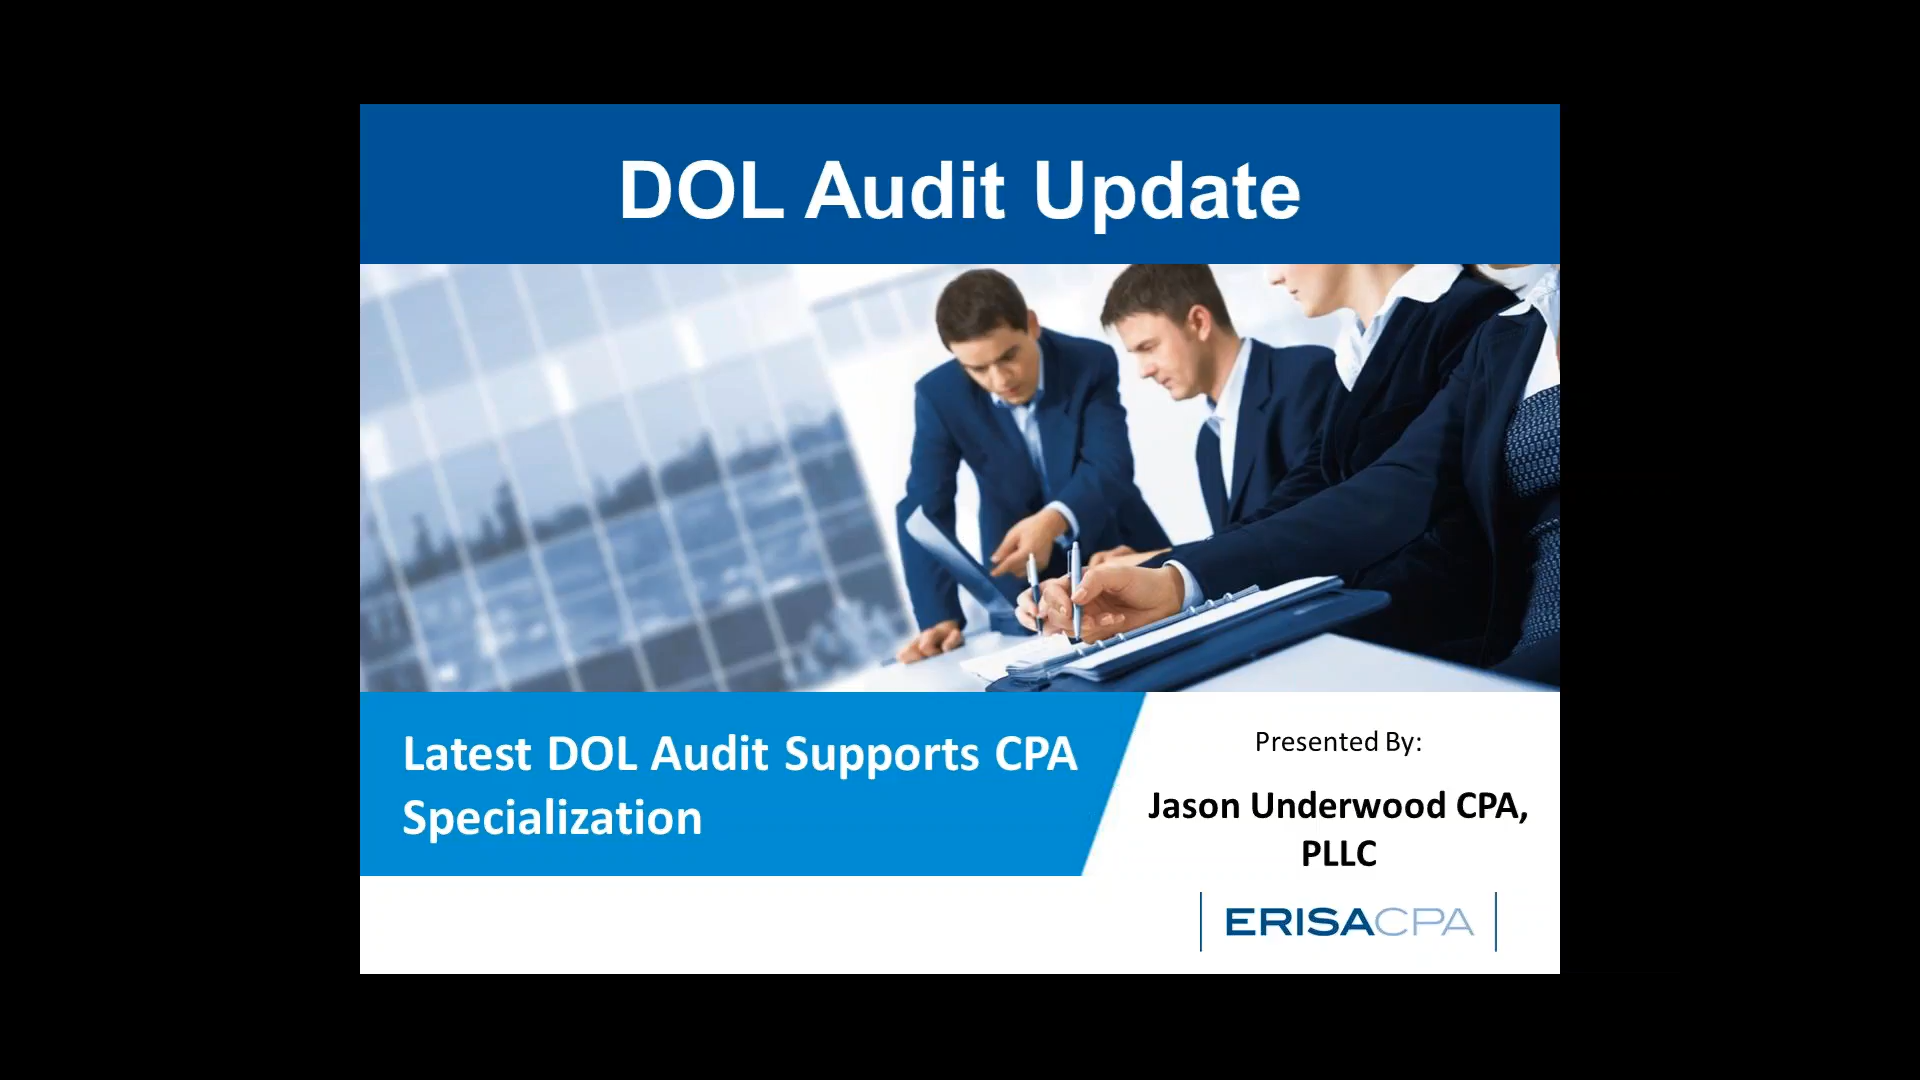 DOL Audit Update
Latest DOL Audit Supports CPA
Specialization
Presented By:
Jason Underwood CPA,
PLLC
ERISACPA